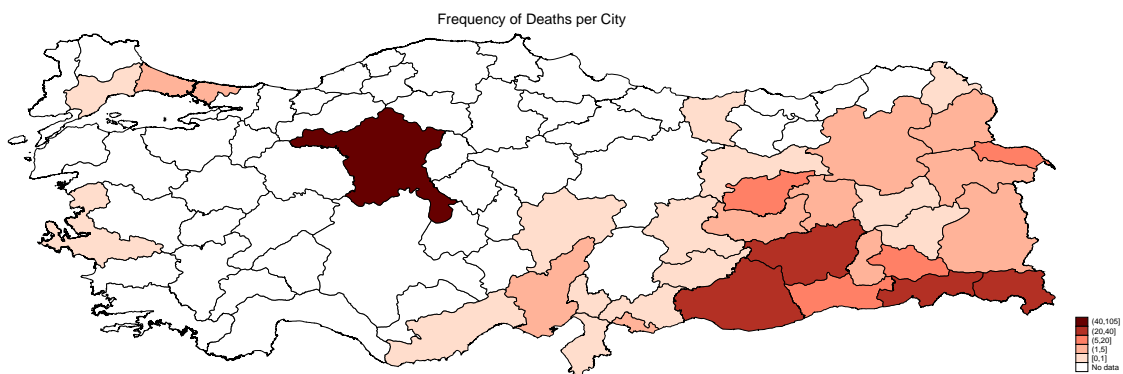 Frequency of Deaths per City
(40,105]
(20,40]
(5,20]
(1,5]
[0,1]
No data